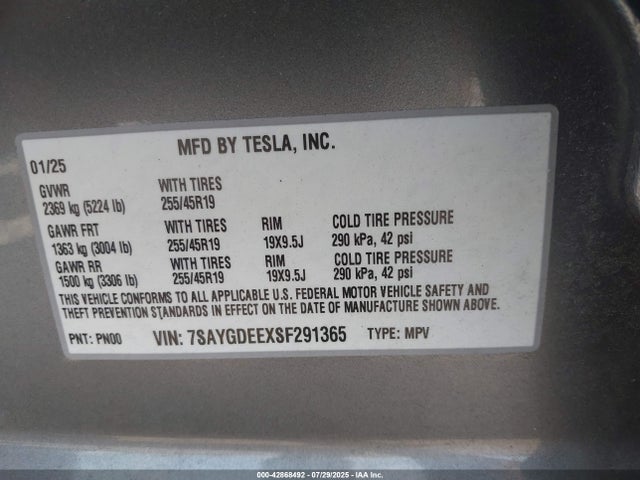 MFD BY TESLA, INC.
01/25
GVWR WITH TIRES
2369 kg (5224 lb) 255/45R19
GAWR FRT WITH TIRES RIM COLD TIRE PRESSURE
1363 kg (3004 lb) 255/45R19 19X9.5J 290 kPa, 42 psi
GAWR RR WITH TIRES RIM COLD TIRE PRESSURE
1500 kg (3306 lb) 255/45R19 19X9.5J 290 kPa, 42 psi
THIS VEHICLE CONFORMS TO ALL APPLICABLE U.S. FEDERAL MOTOR VEHICLE SAFETY AND
THEFT PREVENTION STANDARDS IN EFFECT ON THE DATE OF MANUFACTURE SHOWN ABOVE.
PNT: PN00 VIN: 7SAYGDEEXSF291365 TYPE: MPV
000-42868492 - 07/29/2025 - IAA Inc.